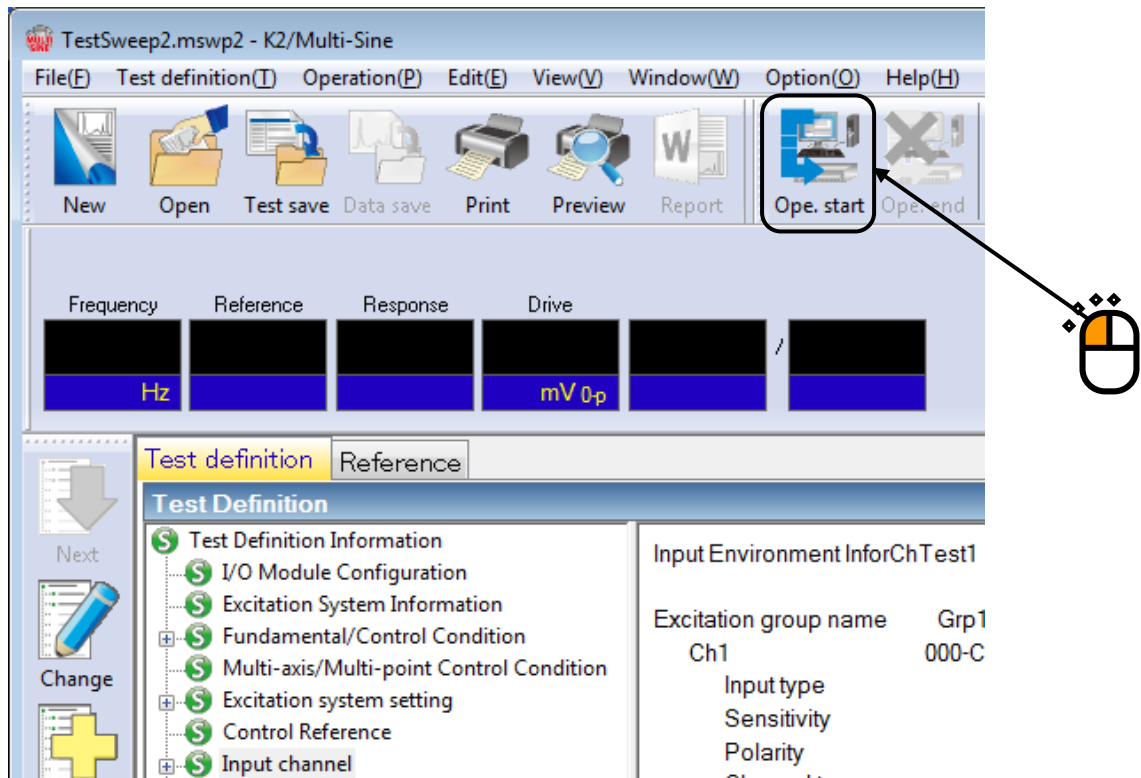 TestSweep2.mswp2 - K2/Multi-Sine
File(F) Test definition(T) Operation(P) Edit(E) View(V) Window(W) Option(O) Help(H)
New Open Test save Data save Print Preview Report Ope. start Ope. end
Frequency Reference Response Drive
/
Hz mV 0-p
Test definition Reference
Test Definition
Next
Change
Test Definition Information
I/O Module Configuration
Excitation System Information
Fundamental/Control Condition
Multi-axis/Multi-point Control Condition
Excitation system setting
Control Reference
Input channel
Input Environment InforChTest1
Excitation group name Grp1
Ch1 000-C
Input type
Sensitivity
Polarity